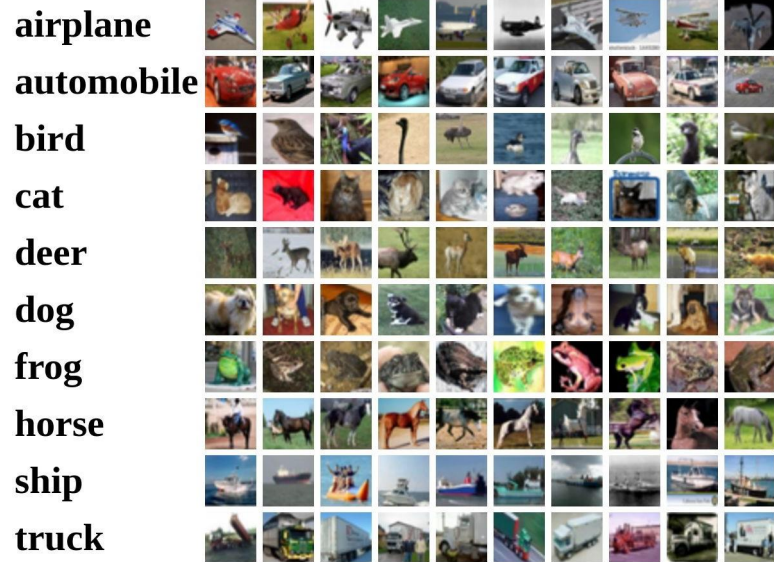 airplane
automobile
bird
cat
deer
dog
frog
horse
ship
truck